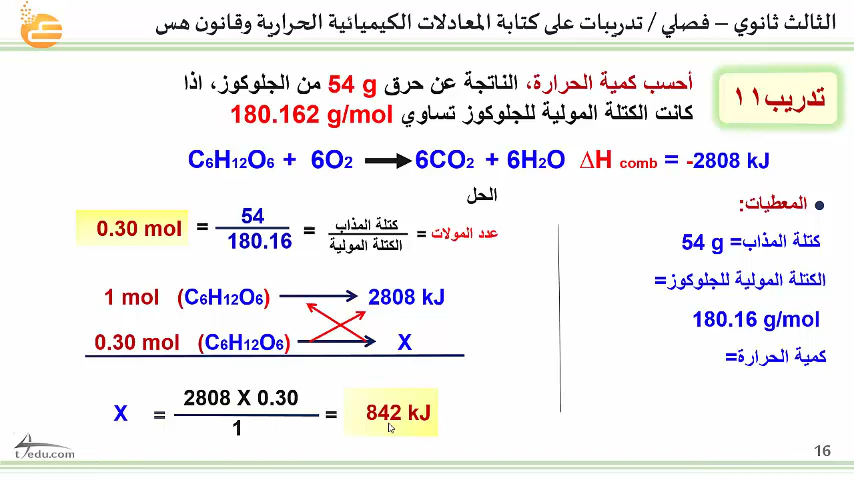 الثالث ثانوي – فصلي / تدريبات على كتابة المعادلات الكيميائية الحرارية وقانون هس
تدريب ١١
أحسب كمية الحرارة، الناتجة عن حرق 54 g من الجلوكوز، اذا
كانت الكتلة المولية للجلوكوز تساوي 180.162 g/mol
C6H12O6 + 6O2 → 6CO2 + 6H2O ΔH comb = -2808 kJ
الحل
● المعطيات:
كتلة المذاب= 54 g
الكتلة المولية للجلوكوز=
180.16 g/mol
كمية الحرارة=
عدد المولات = كتلة المذاب / الكتلة المولية = 54 / 180.16 = 0.30 mol
1 mol (C6H12O6) → 2808 kJ
0.30 mol (C6H12O6) → X
X = 2808 X 0.30 / 1 = 842 kJ
t4edu.com
16